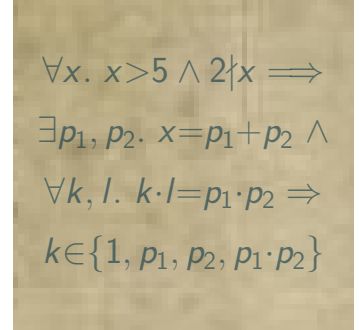 ∀x. x>5 ∧ 2∤x ⟹
∃p₁, p₂. x=p₁+p₂ ∧
∀k, l. k·l=p₁·p₂ ⇒
k∈{1, p₁, p₂, p₁·p₂}